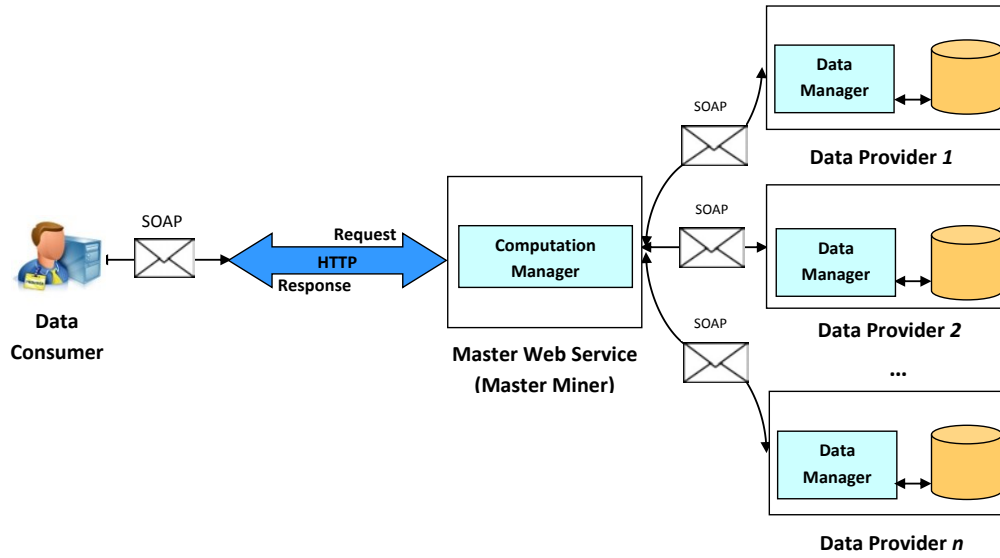 SOAP
Data
Consumer
Request
HTTP
Response
Computation
Manager
Master Web Service
(Master Miner)
SOAP
Data
Manager
Data Provider 1
SOAP
Data
Manager
Data Provider 2
...
SOAP
Data
Manager
Data Provider n